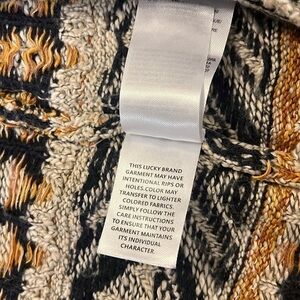 THIS LUCKY BRAND
GARMENT MAY HAVE
INTENTIONAL RIPS OR
HOLES.COLOR MAY
TRANSFER TO LIGHTER
COLORED FABRICS.
SIMPLY FOLLOW THE
CARE INSTRUCTIONS
TO ENSURE THAT YOUR
GARMENT MAINTAINS
ITS INDIVIDUAL
CHARACTER.